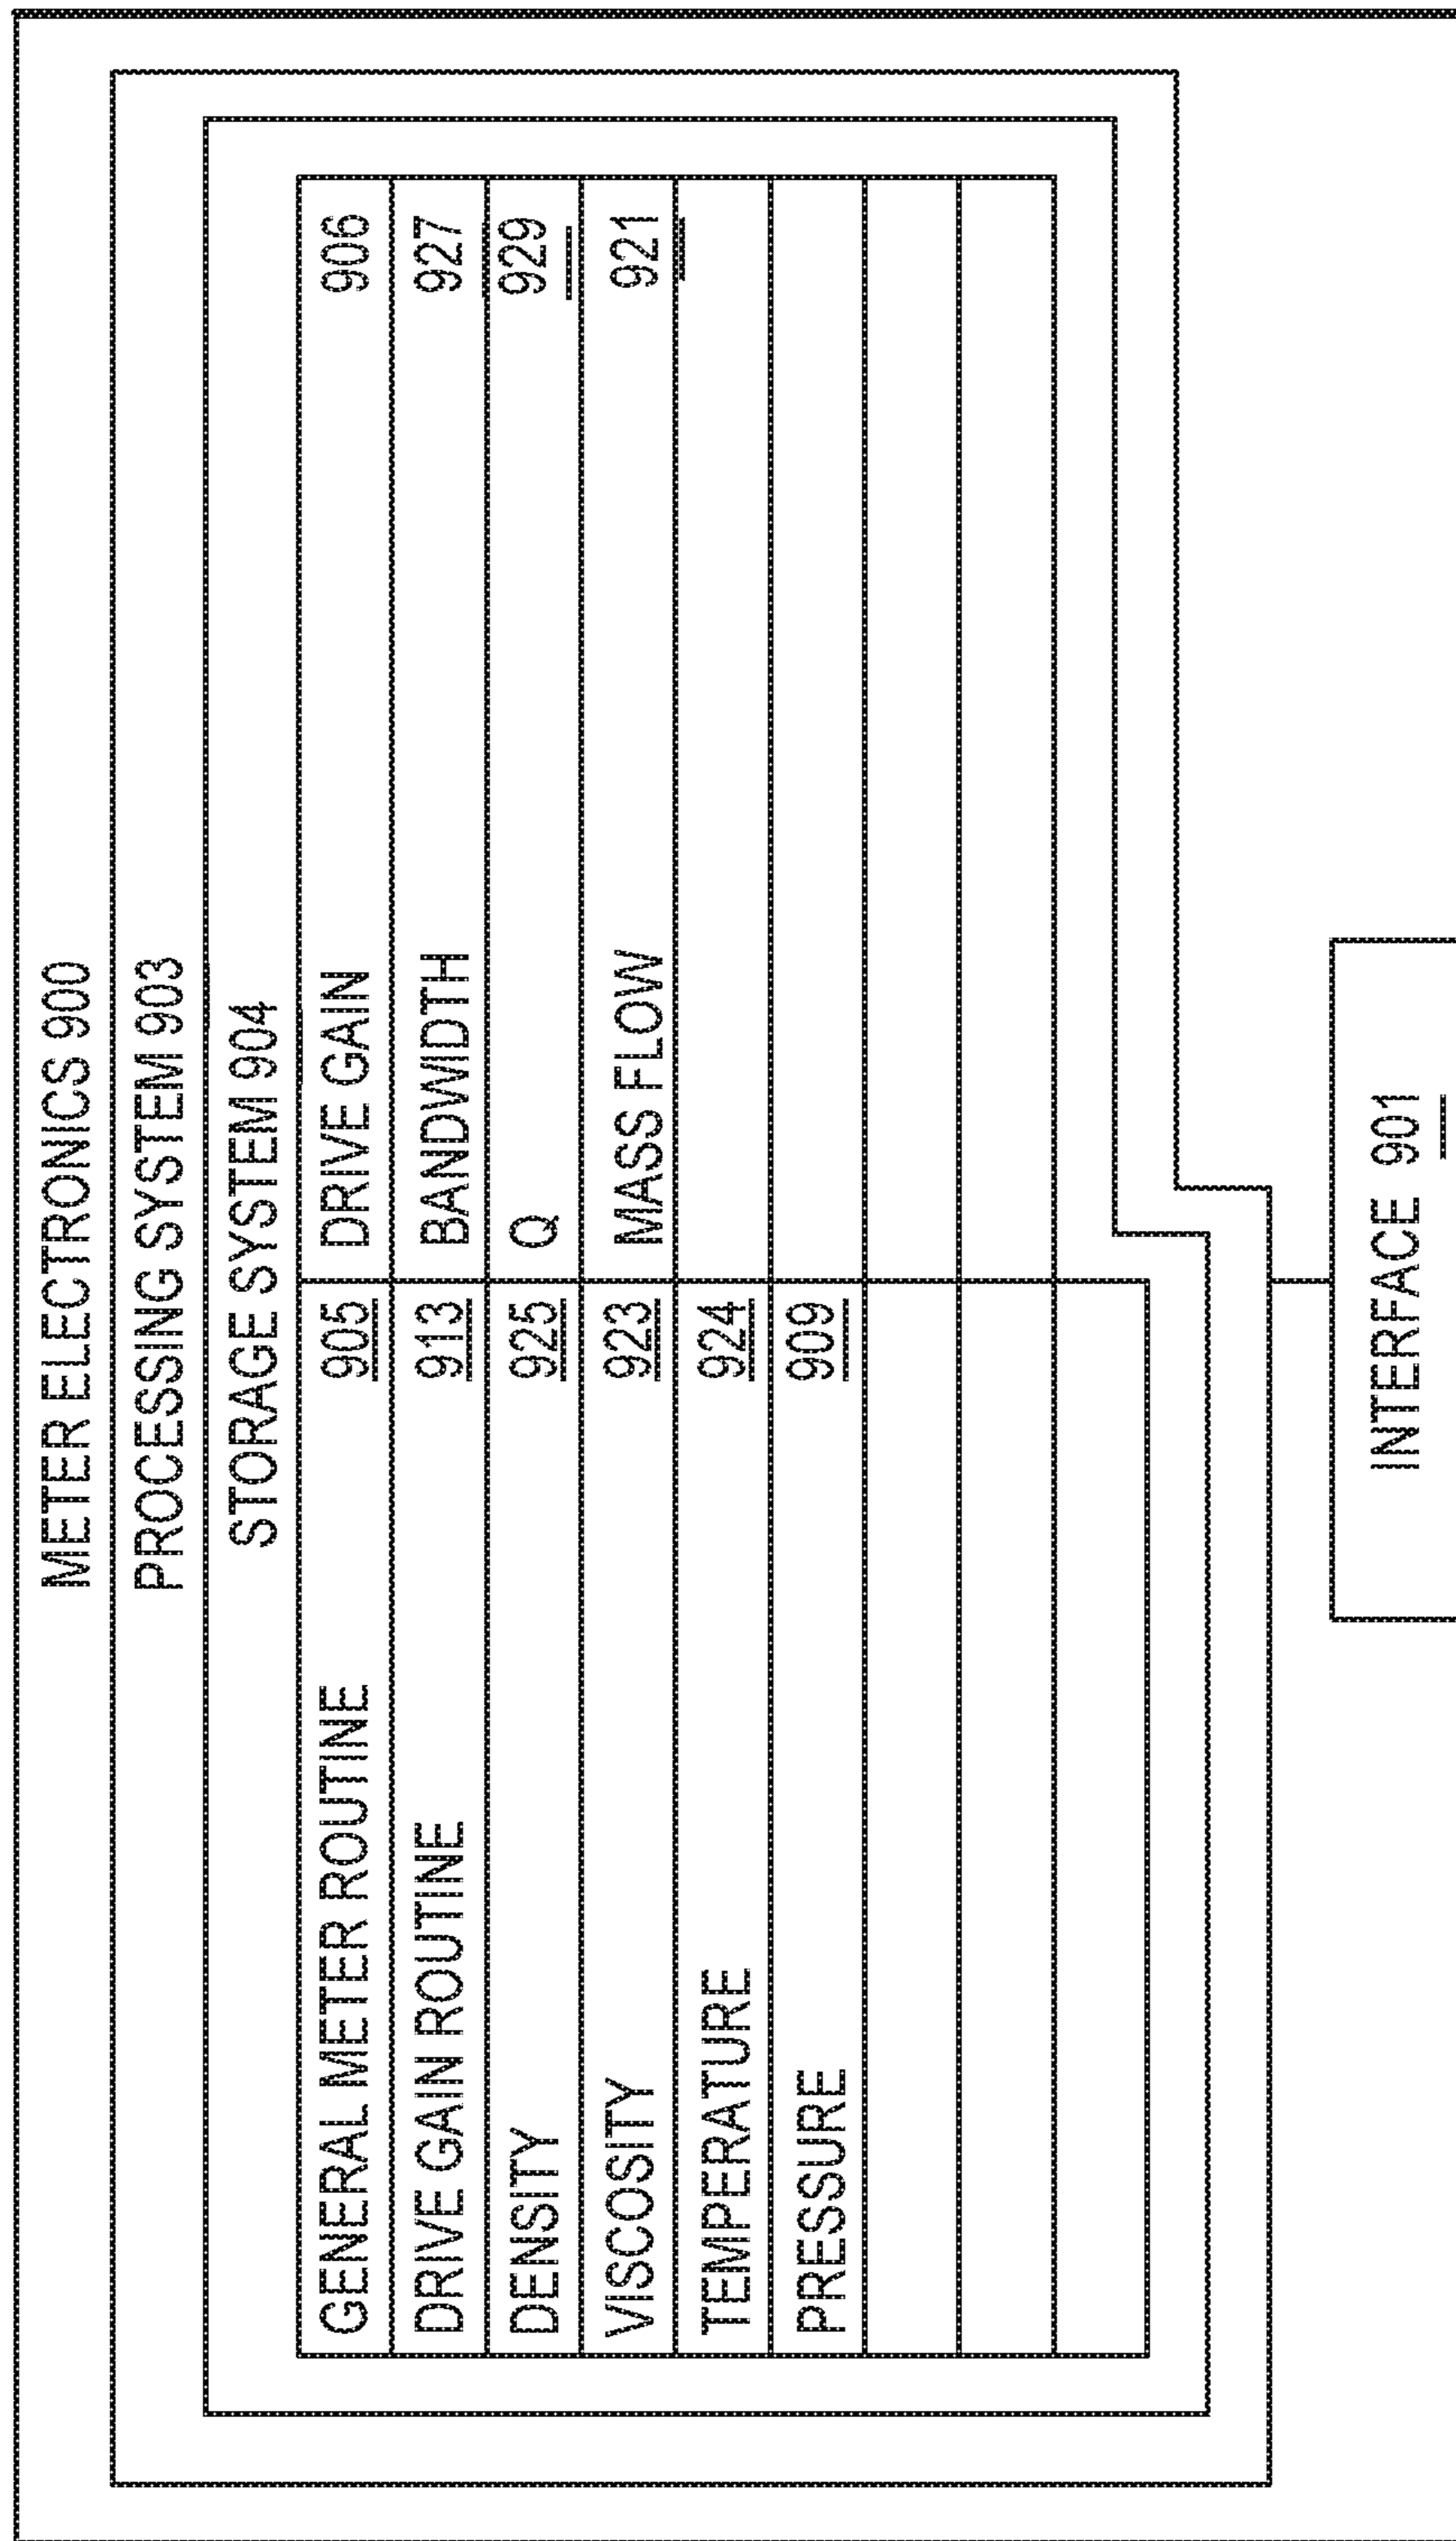 METER ELECTRONICS 900
PROCESSING SYSTEM 903
STORAGE SYSTEM 904
GENERAL METER ROUTINE 905 DRIVE GAIN 906
DRIVE GAIN ROUTINE 913 BANDWIDTH 927
DENSITY 925 Q 929
VISCOSITY 923 MASS FLOW 921
TEMPERATURE 924
PRESSURE 909
INTERFACE 901